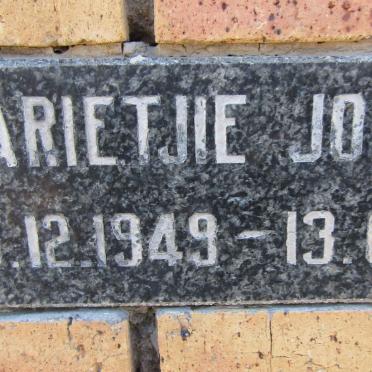 ARIETJIE JO
.12.1949 – 13.